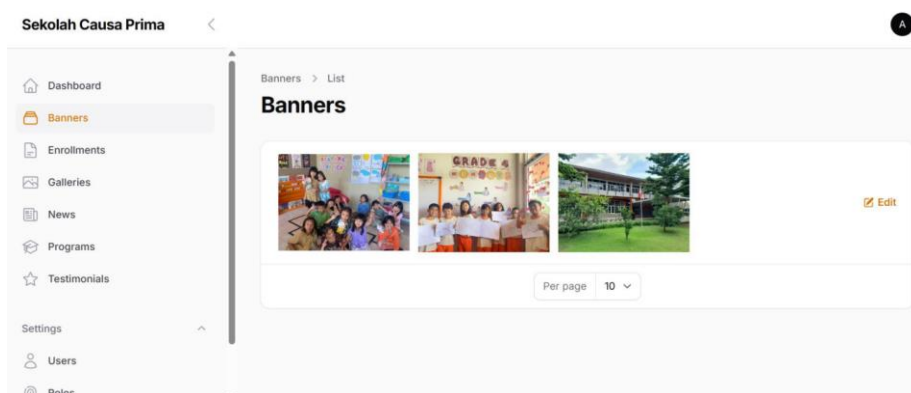 Sekolah Causa Prima
A
Dashboard
Banners
Enrollments
Galleries
News
Programs
Testimonials
Settings
Users
Roles
Banners > List
Banners
GRADE 4
Edit
Per page 10